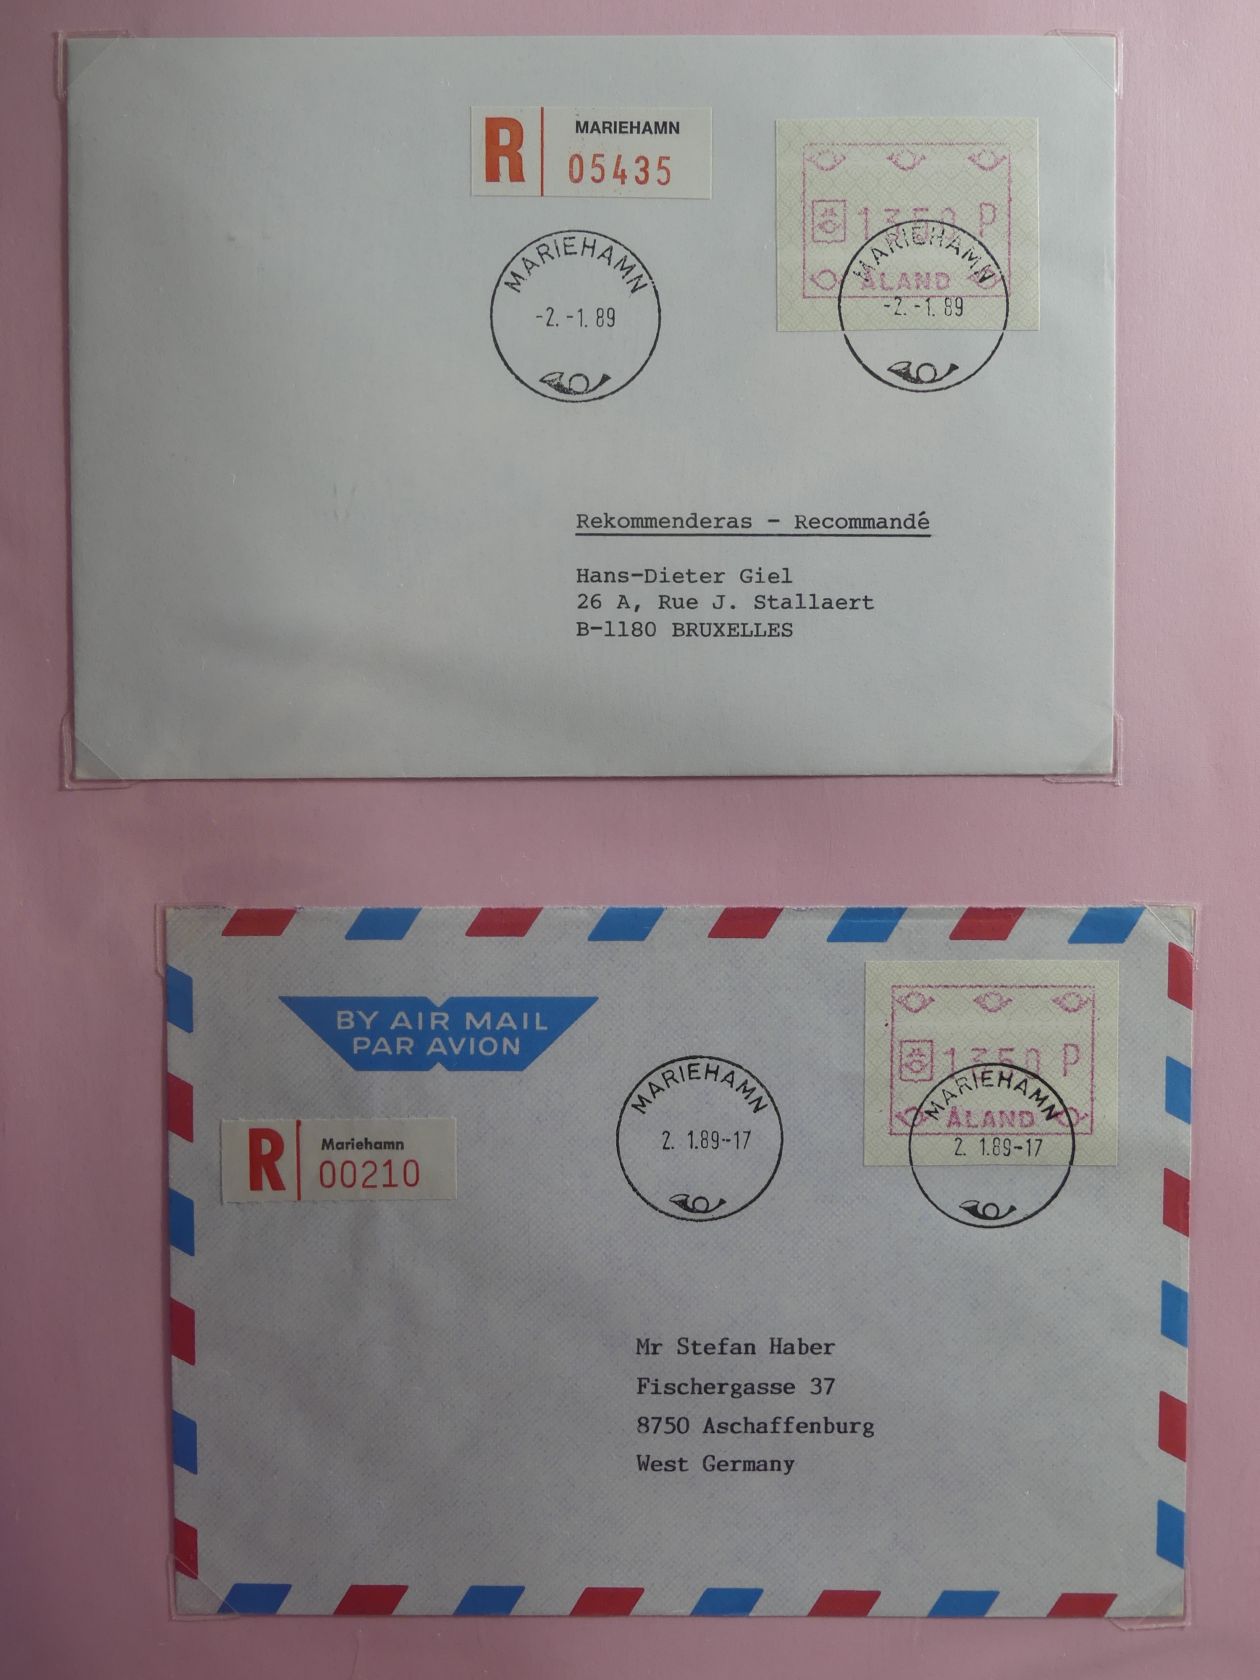 R
MARIEHAMN
05435
1350 P
ÅLAND
MARIEHAMN
-2. -1. 89
MARIEHAMN
-2. -1. 89
Rekommenderas - Recommandé
Hans-Dieter Giel
26 A, Rue J. Stallaert
B-1180 BRUXELLES
BY AIR MAIL
PAR AVION
R
Mariehamn
00210
1350 P
ÅLAND
MARIEHAMN
2. 1.89--17
MARIEHAMN
2. 1.89-17
Mr Stefan Haber
Fischergasse 37
8750 Aschaffenburg
West Germany